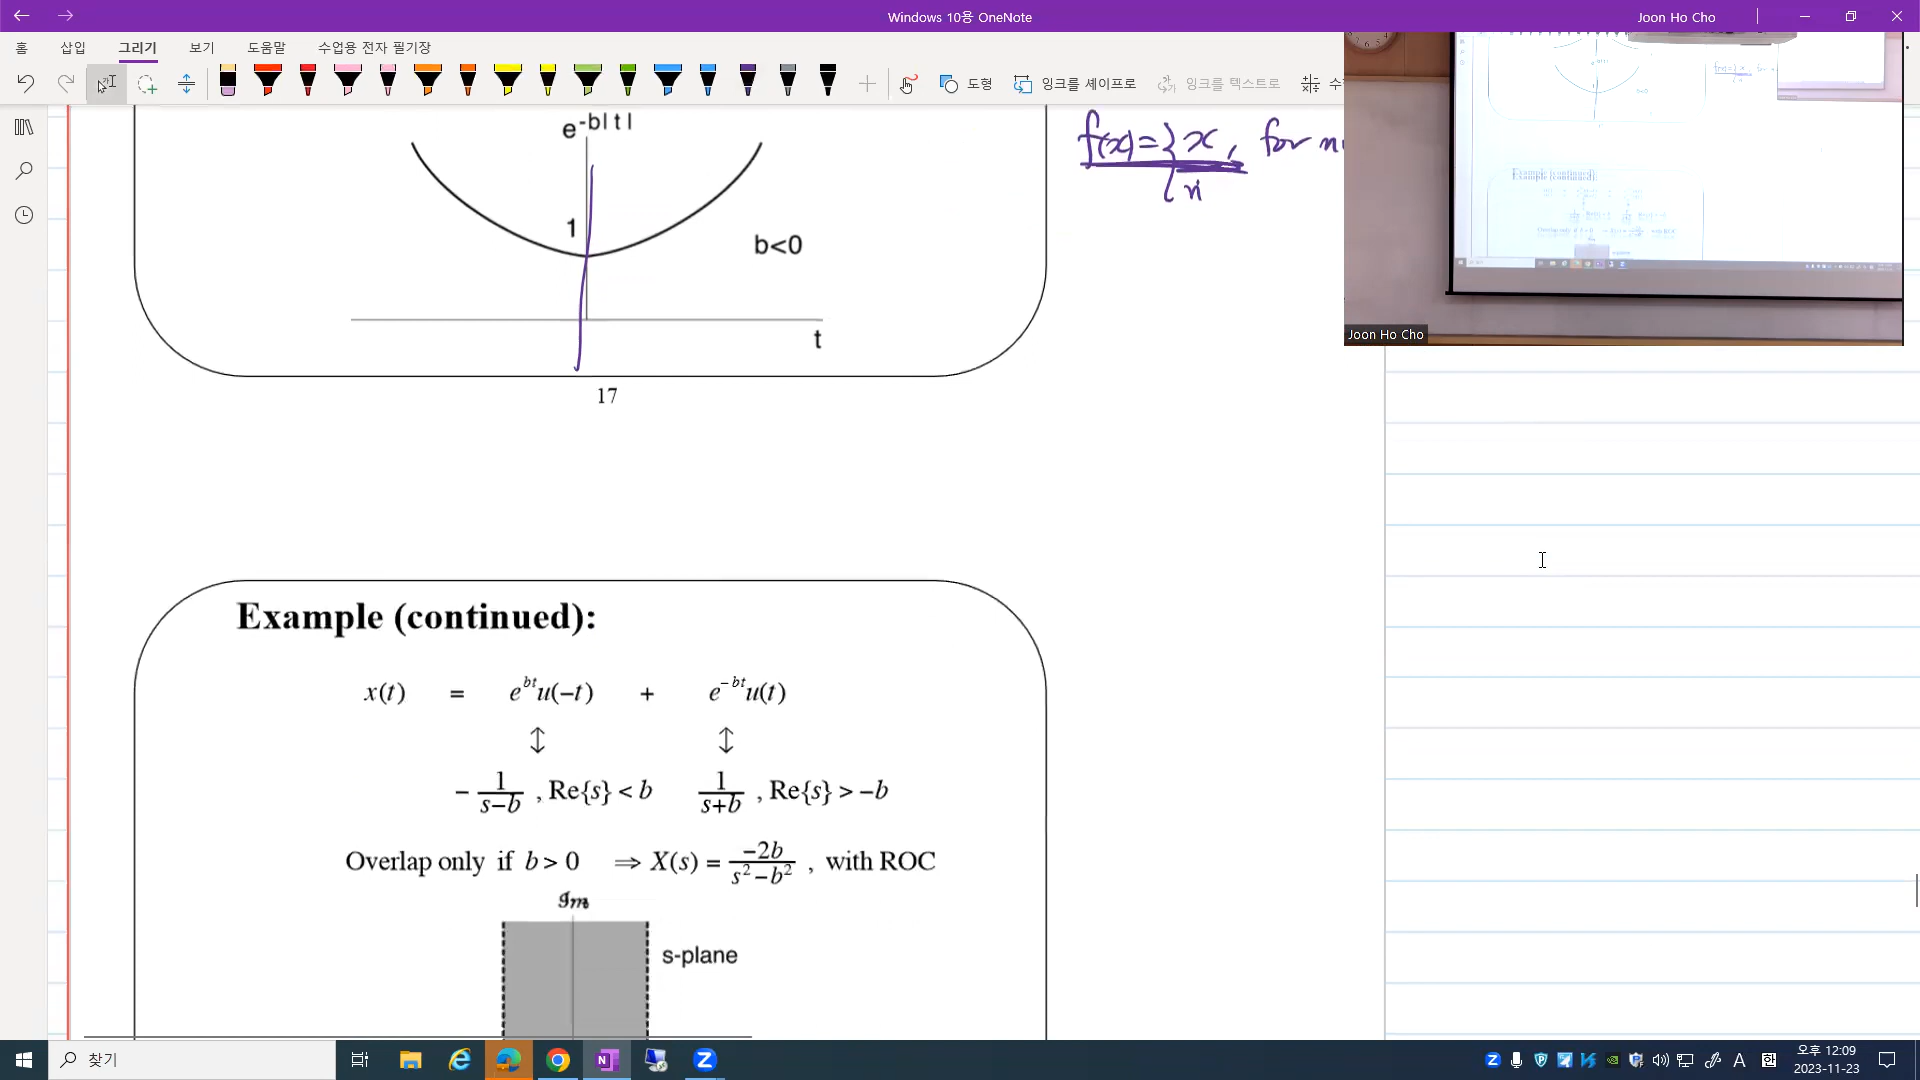 Windows 10용 OneNote
Joon Ho Cho
홈 삽입 그리기 보기 도움말 수업용 전자 필기장
도형 잉크를 셰이프로 잉크를 텍스트로 수
e^-b| t |
1
b<0
t
17
f(x)={ x, for
Joon Ho Cho
Example (continued):
x(t) = e^{bt}u(−t) + e^{−bt}u(t)
↕ ↕
− 1/(s−b) , Re{s} < b 1/(s+b) , Re{s} > −b
Overlap only if b > 0 ⇒ X(s) = −2b/(s²−b²) , with ROC
Im
s-plane
찾기
A 한 오후 12:09
2023-11-23